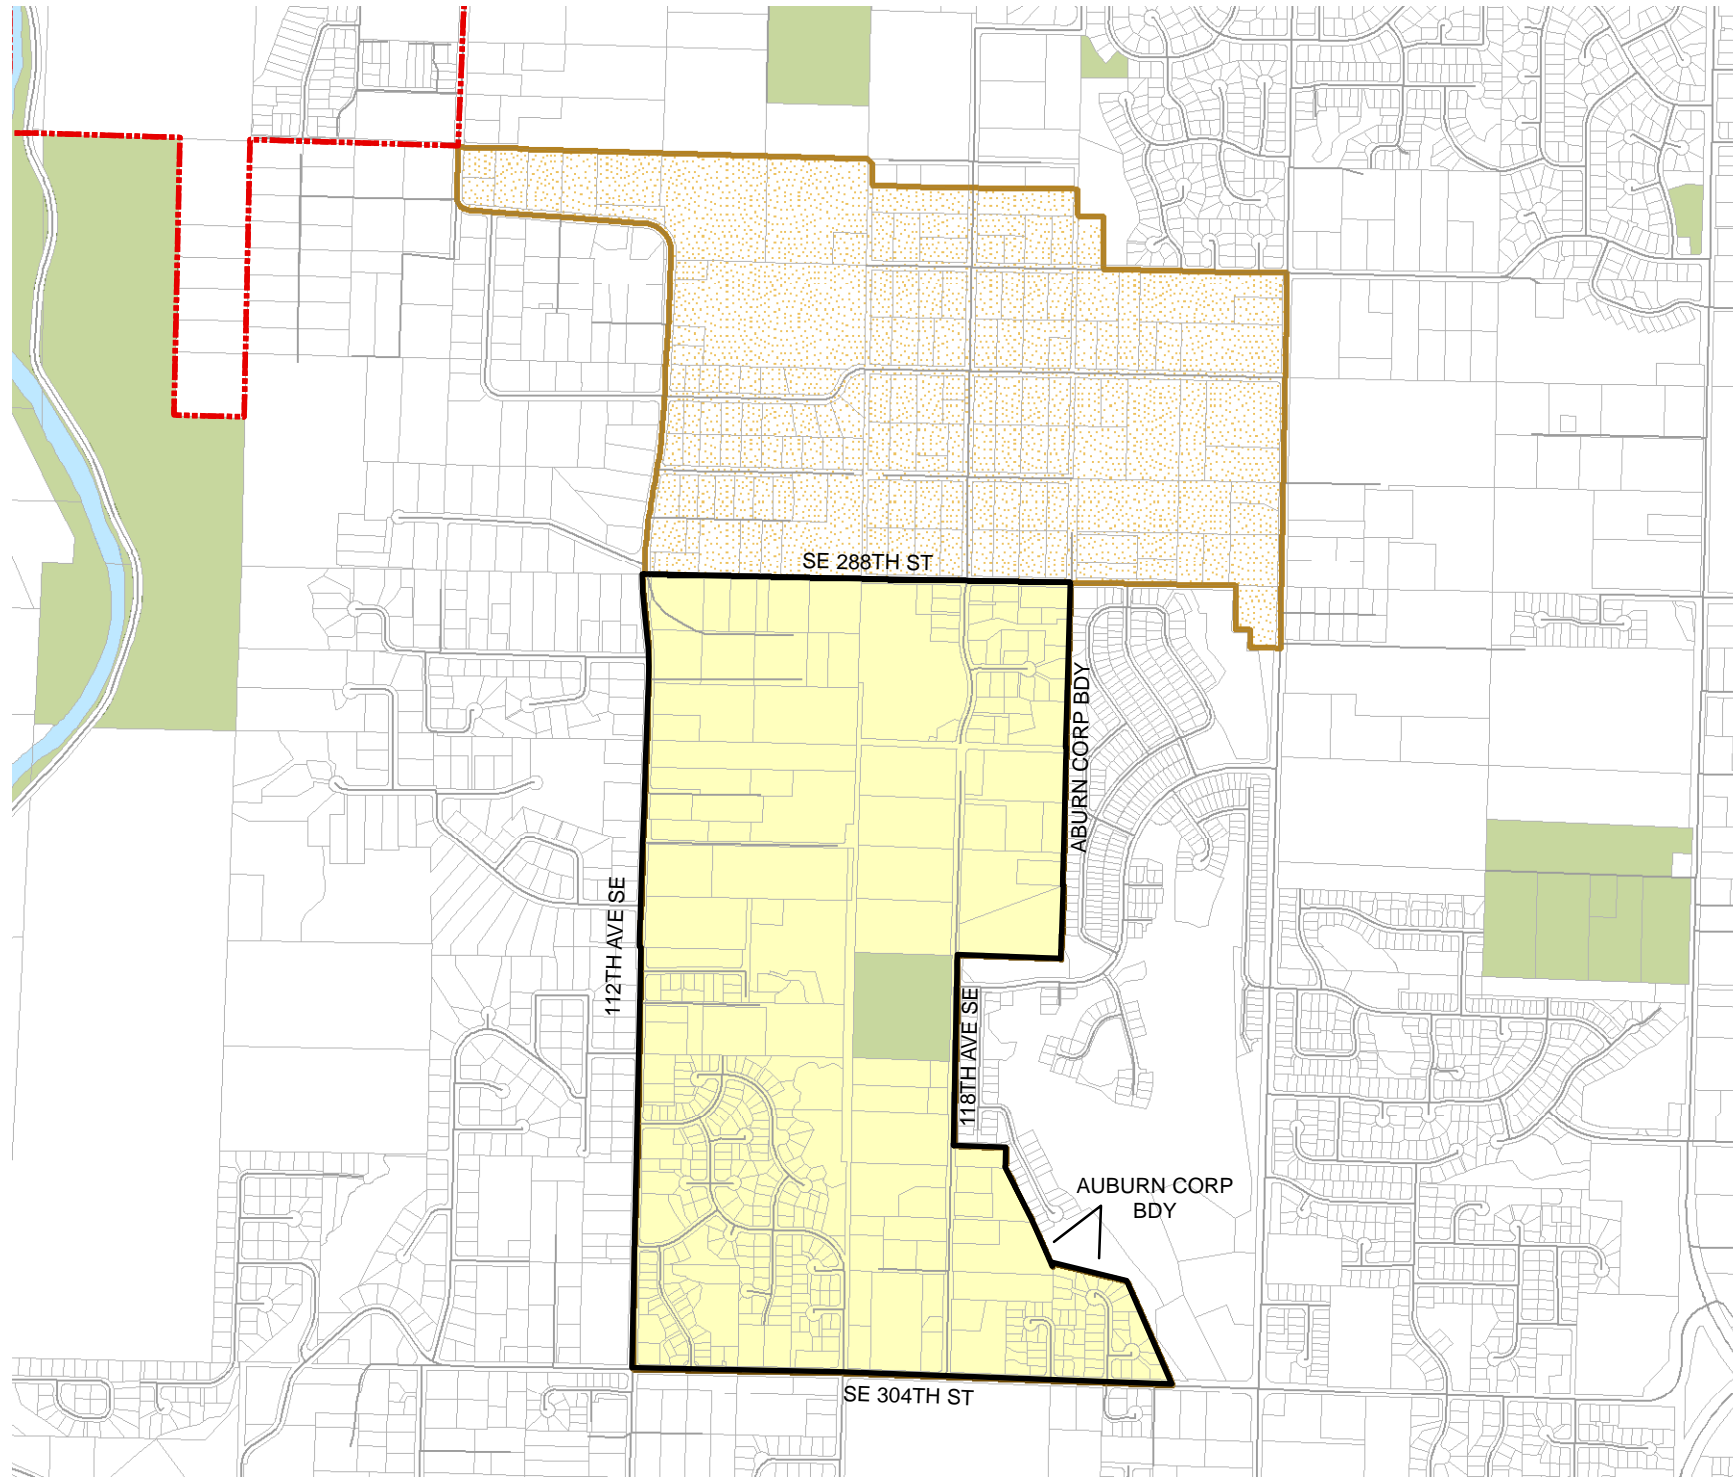 SE 288TH ST
ABURN CORP BDY
112TH AVE SE
118TH AVE SE
AUBURN CORP
BDY
SE 304TH ST